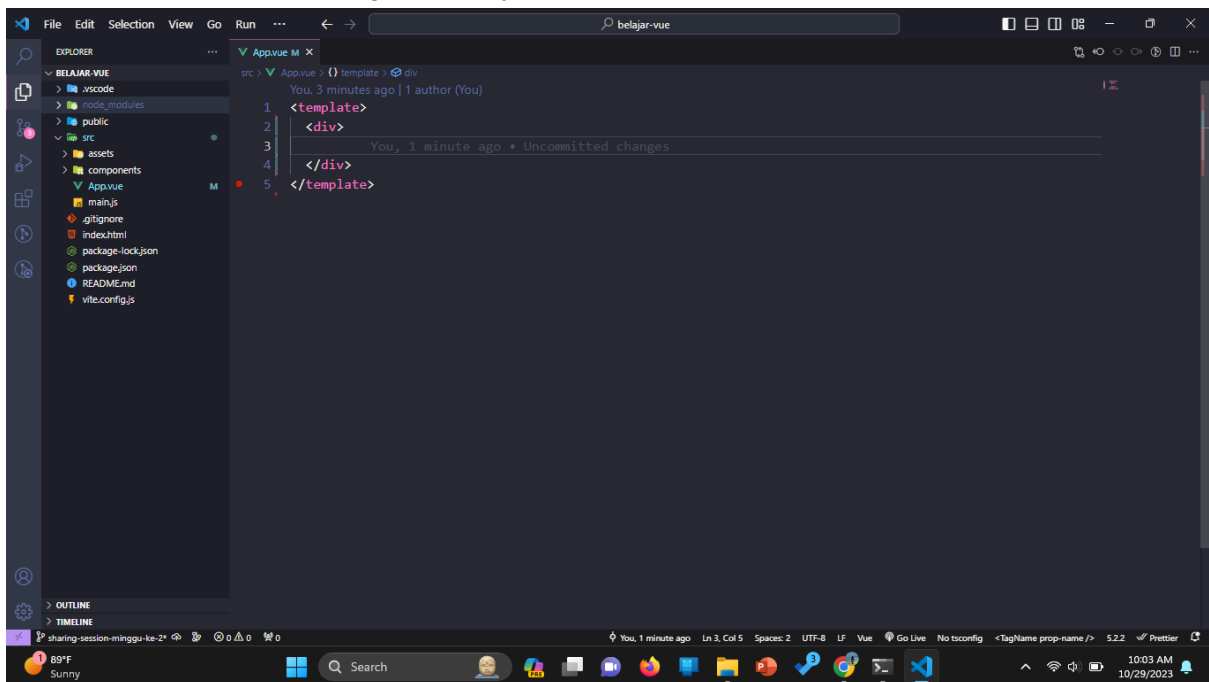 File Edit Selection View Go Run ··· belajar-vue
EXPLORER ···
App.vue M
BELAJAR-VUE
src > App.vue > {} template > div
.vscode
You, 3 minutes ago | 1 author (You)
node_modules
1 <template>
public
2 <div>
src
3 You, 1 minute ago • Uncommitted changes
assets
4 </div>
components
App.vue M
5 </template>
main.js
.gitignore
index.html
package-lock.json
package.json
README.md
vite.config.js
OUTLINE
TIMELINE
sharing-session-minggu-ke-2* 0 0 0 You, 1 minute ago Ln 3, Col 5 Spaces: 2 UTF-8 LF Vue Go Live No tsconfig <TagName prop-name /> 5.2.2 Prettier
1 89°F
Sunny
Search
PRE
3
10:03 AM
10/29/2023